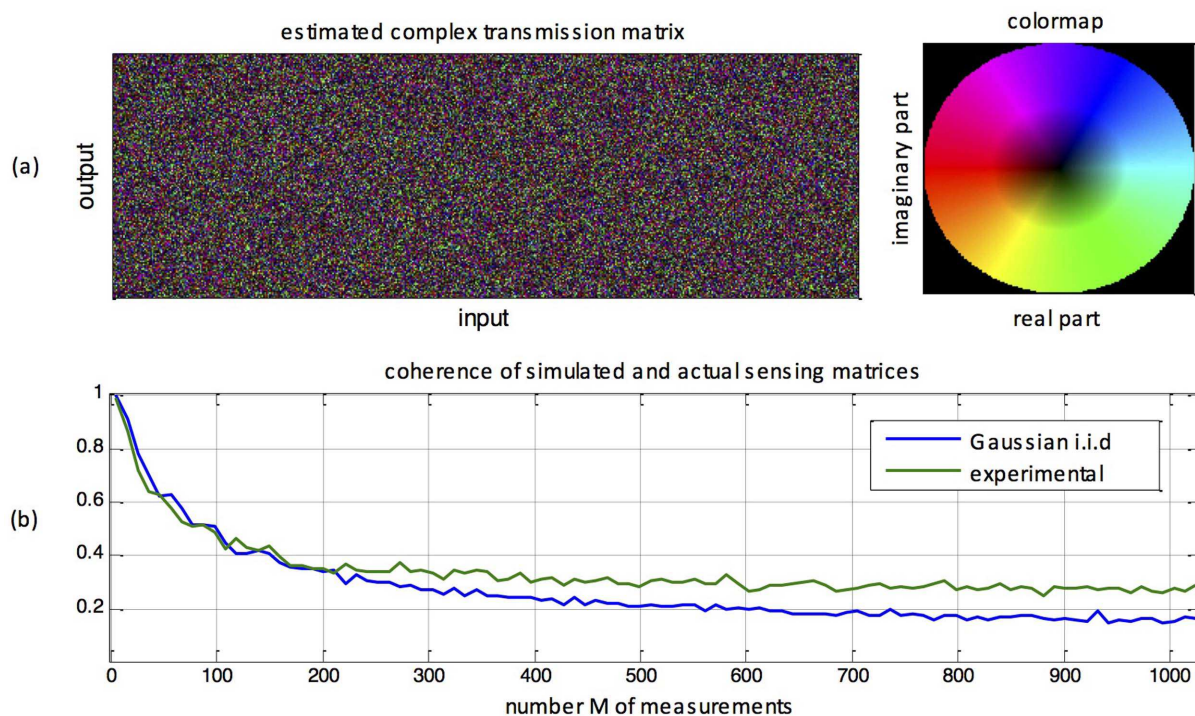 estimated complex transmission matrix
colormap
(a)
output
input
imaginary part
real part
coherence of simulated and actual sensing matrices
(b)
1
0.8
0.6
0.4
0.2
Gaussian i.i.d
experimental
0 100 200 300 400 500 600 700 800 900 1000
number M of measurements